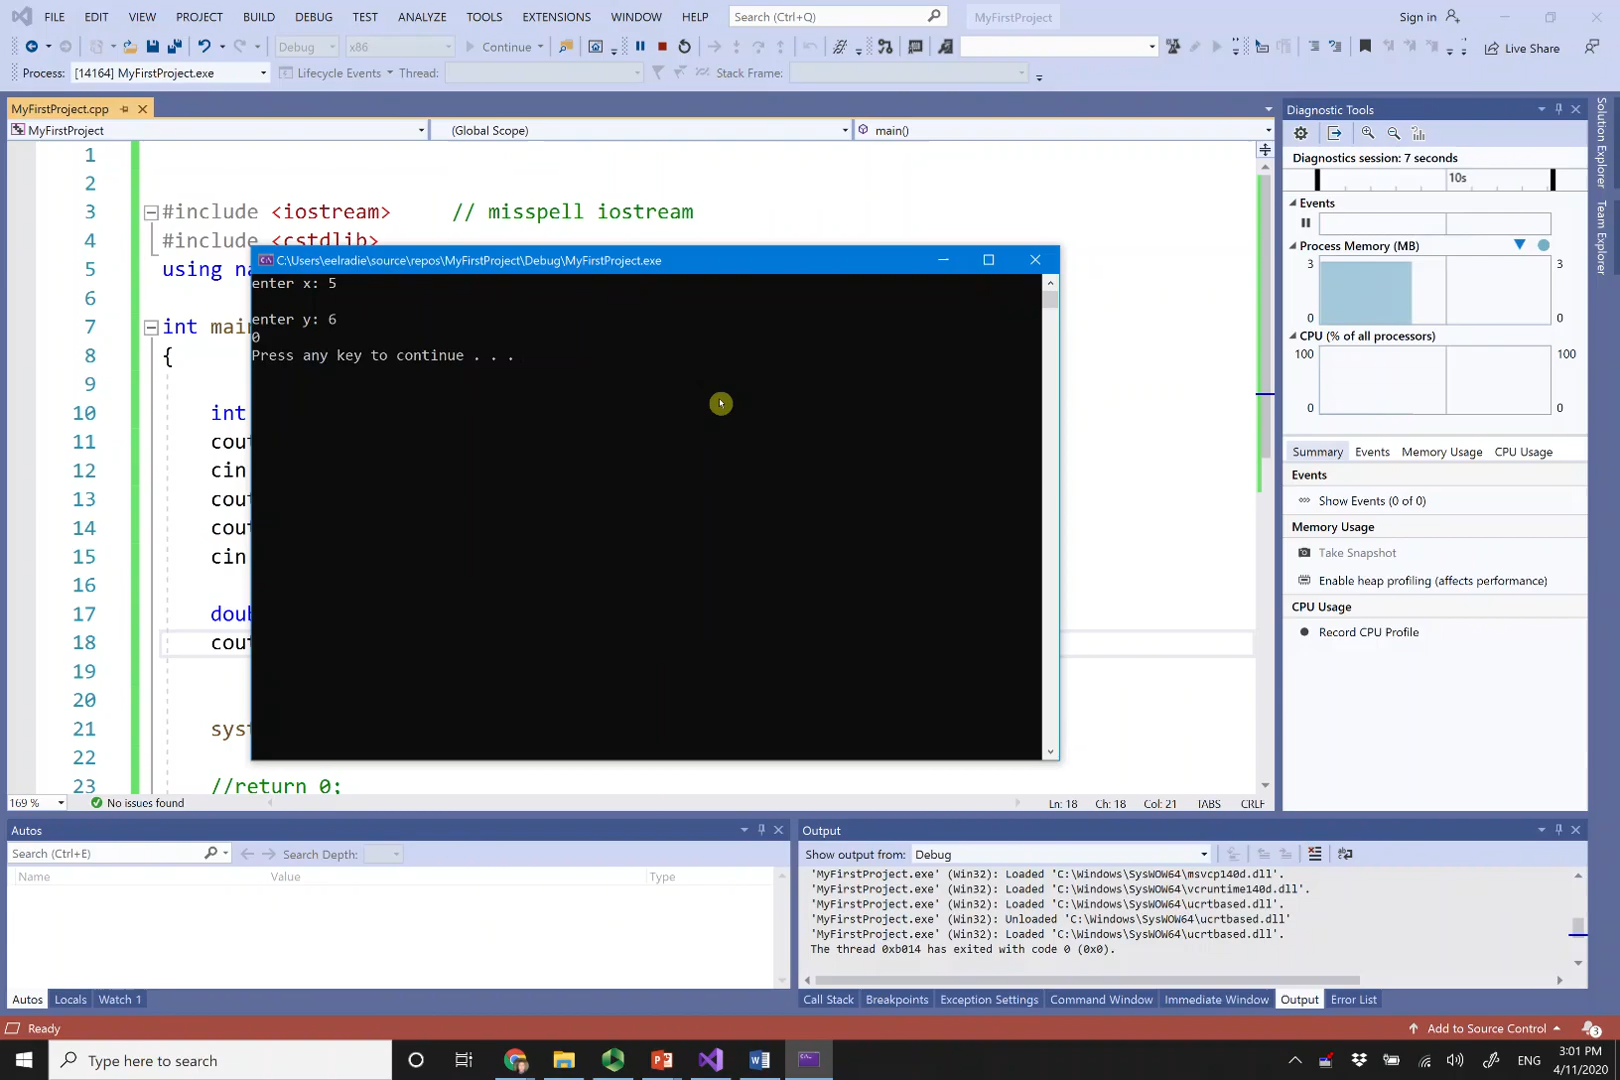 FILE EDIT VIEW PROJECT BUILD DEBUG TEST ANALYZE TOOLS EXTENSIONS WINDOW HELP Search (Ctrl+Q) MyFirstProject Sign in
Debug x86 Continue Live Share
Process: [14164] MyFirstProject.exe Lifecycle Events Thread: Stack Frame:
MyFirstProject.cpp
MyFirstProject (Global Scope) main()
1
2
3 #include <iostream> // misspell iostream
4 #include <cstdlib>
5 using na
6
7 int main
8 {
9
10 int
11 cout
12 cin
13 cout
14 cout
15 cin
16
17 doub
18 cout
19
20
21 syst
22
23 //return 0;
C:\Users\eelradie\source\repos\MyFirstProject\Debug\MyFirstProject.exe
enter x: 5
enter y: 6
0
Press any key to continue . . .
169 % No issues found Ln: 18 Ch: 18 Col: 21 TABS CRLF
Diagnostic Tools
Diagnostics session: 7 seconds
10s
Events
Process Memory (MB)
3 3
0 0
CPU (% of all processors)
100 100
0 0
Summary Events Memory Usage CPU Usage
Events
Show Events (0 of 0)
Memory Usage
Take Snapshot
Enable heap profiling (affects performance)
CPU Usage
Record CPU Profile
Solution Explorer
Team Explorer
Autos
Search (Ctrl+E) Search Depth:
Name Value Type
Autos Locals Watch 1
Output
Show output from: Debug
'MyFirstProject.exe' (Win32): Loaded 'C:\Windows\SysWOW64\msvcp140d.dll'.
'MyFirstProject.exe' (Win32): Loaded 'C:\Windows\SysWOW64\vcruntime140d.dll'.
'MyFirstProject.exe' (Win32): Loaded 'C:\Windows\SysWOW64\ucrtbased.dll'.
'MyFirstProject.exe' (Win32): Unloaded 'C:\Windows\SysWOW64\ucrtbased.dll'
'MyFirstProject.exe' (Win32): Loaded 'C:\Windows\SysWOW64\ucrtbased.dll'.
The thread 0xb014 has exited with code 0 (0x0).
Call Stack Breakpoints Exception Settings Command Window Immediate Window Output Error List
Ready Add to Source Control 3
Type here to search ENG 3:01 PM
4/11/2020